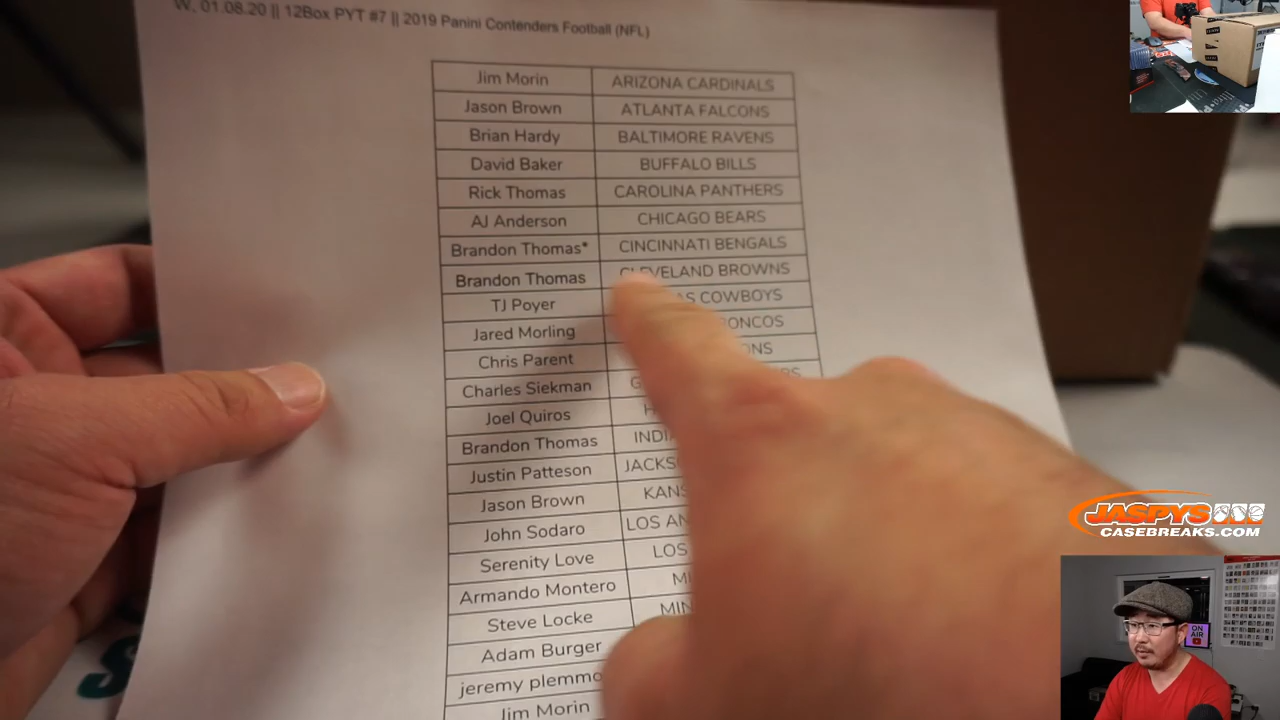 W, 01.08.20 || 12Box PYT #7 || 2019 Panini Contenders Football (NFL)
Jim Morin ARIZONA CARDINALS
Jason Brown ATLANTA FALCONS
Brian Hardy BALTIMORE RAVENS
David Baker BUFFALO BILLS
Rick Thomas CAROLINA PANTHERS
AJ Anderson CHICAGO BEARS
Brandon Thomas* CINCINNATI BENGALS
Brandon Thomas CLEVELAND BROWNS
TJ Poyer AS COWBOYS
Jared Morling ONCOS
Chris Parent ONS
Charles Siekman G
Joel Quiros H
Brandon Thomas INDI
Justin Patteson JACKS
Jason Brown KANS
John Sodaro LOS AN
Serenity Love LOS
Armando Montero MI
Steve Locke MIN
Adam Burger
jeremy plemmo
Jim Morin
JASPYS
CASEBREAKS.COM
ON
AIR